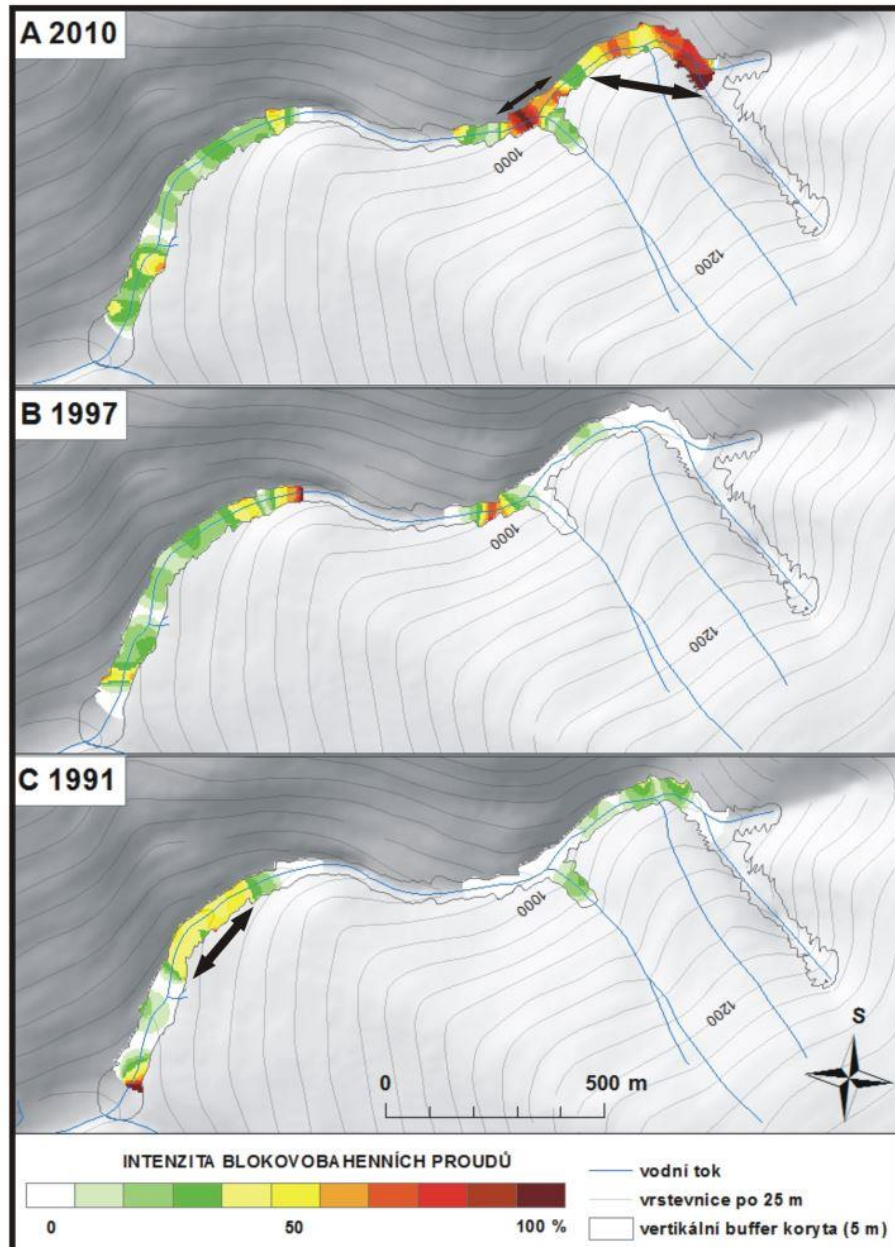 A 2010
1000
1200
B 1997
1000
1200
C 1991
1000
1200
S
0 500 m
INTENZITA BLOKOVOBAHENNÍCH PROUDŮ
0 50 100 %
vodní tok
vrstevnice po 25 m
vertikální buffer koryta (5 m)